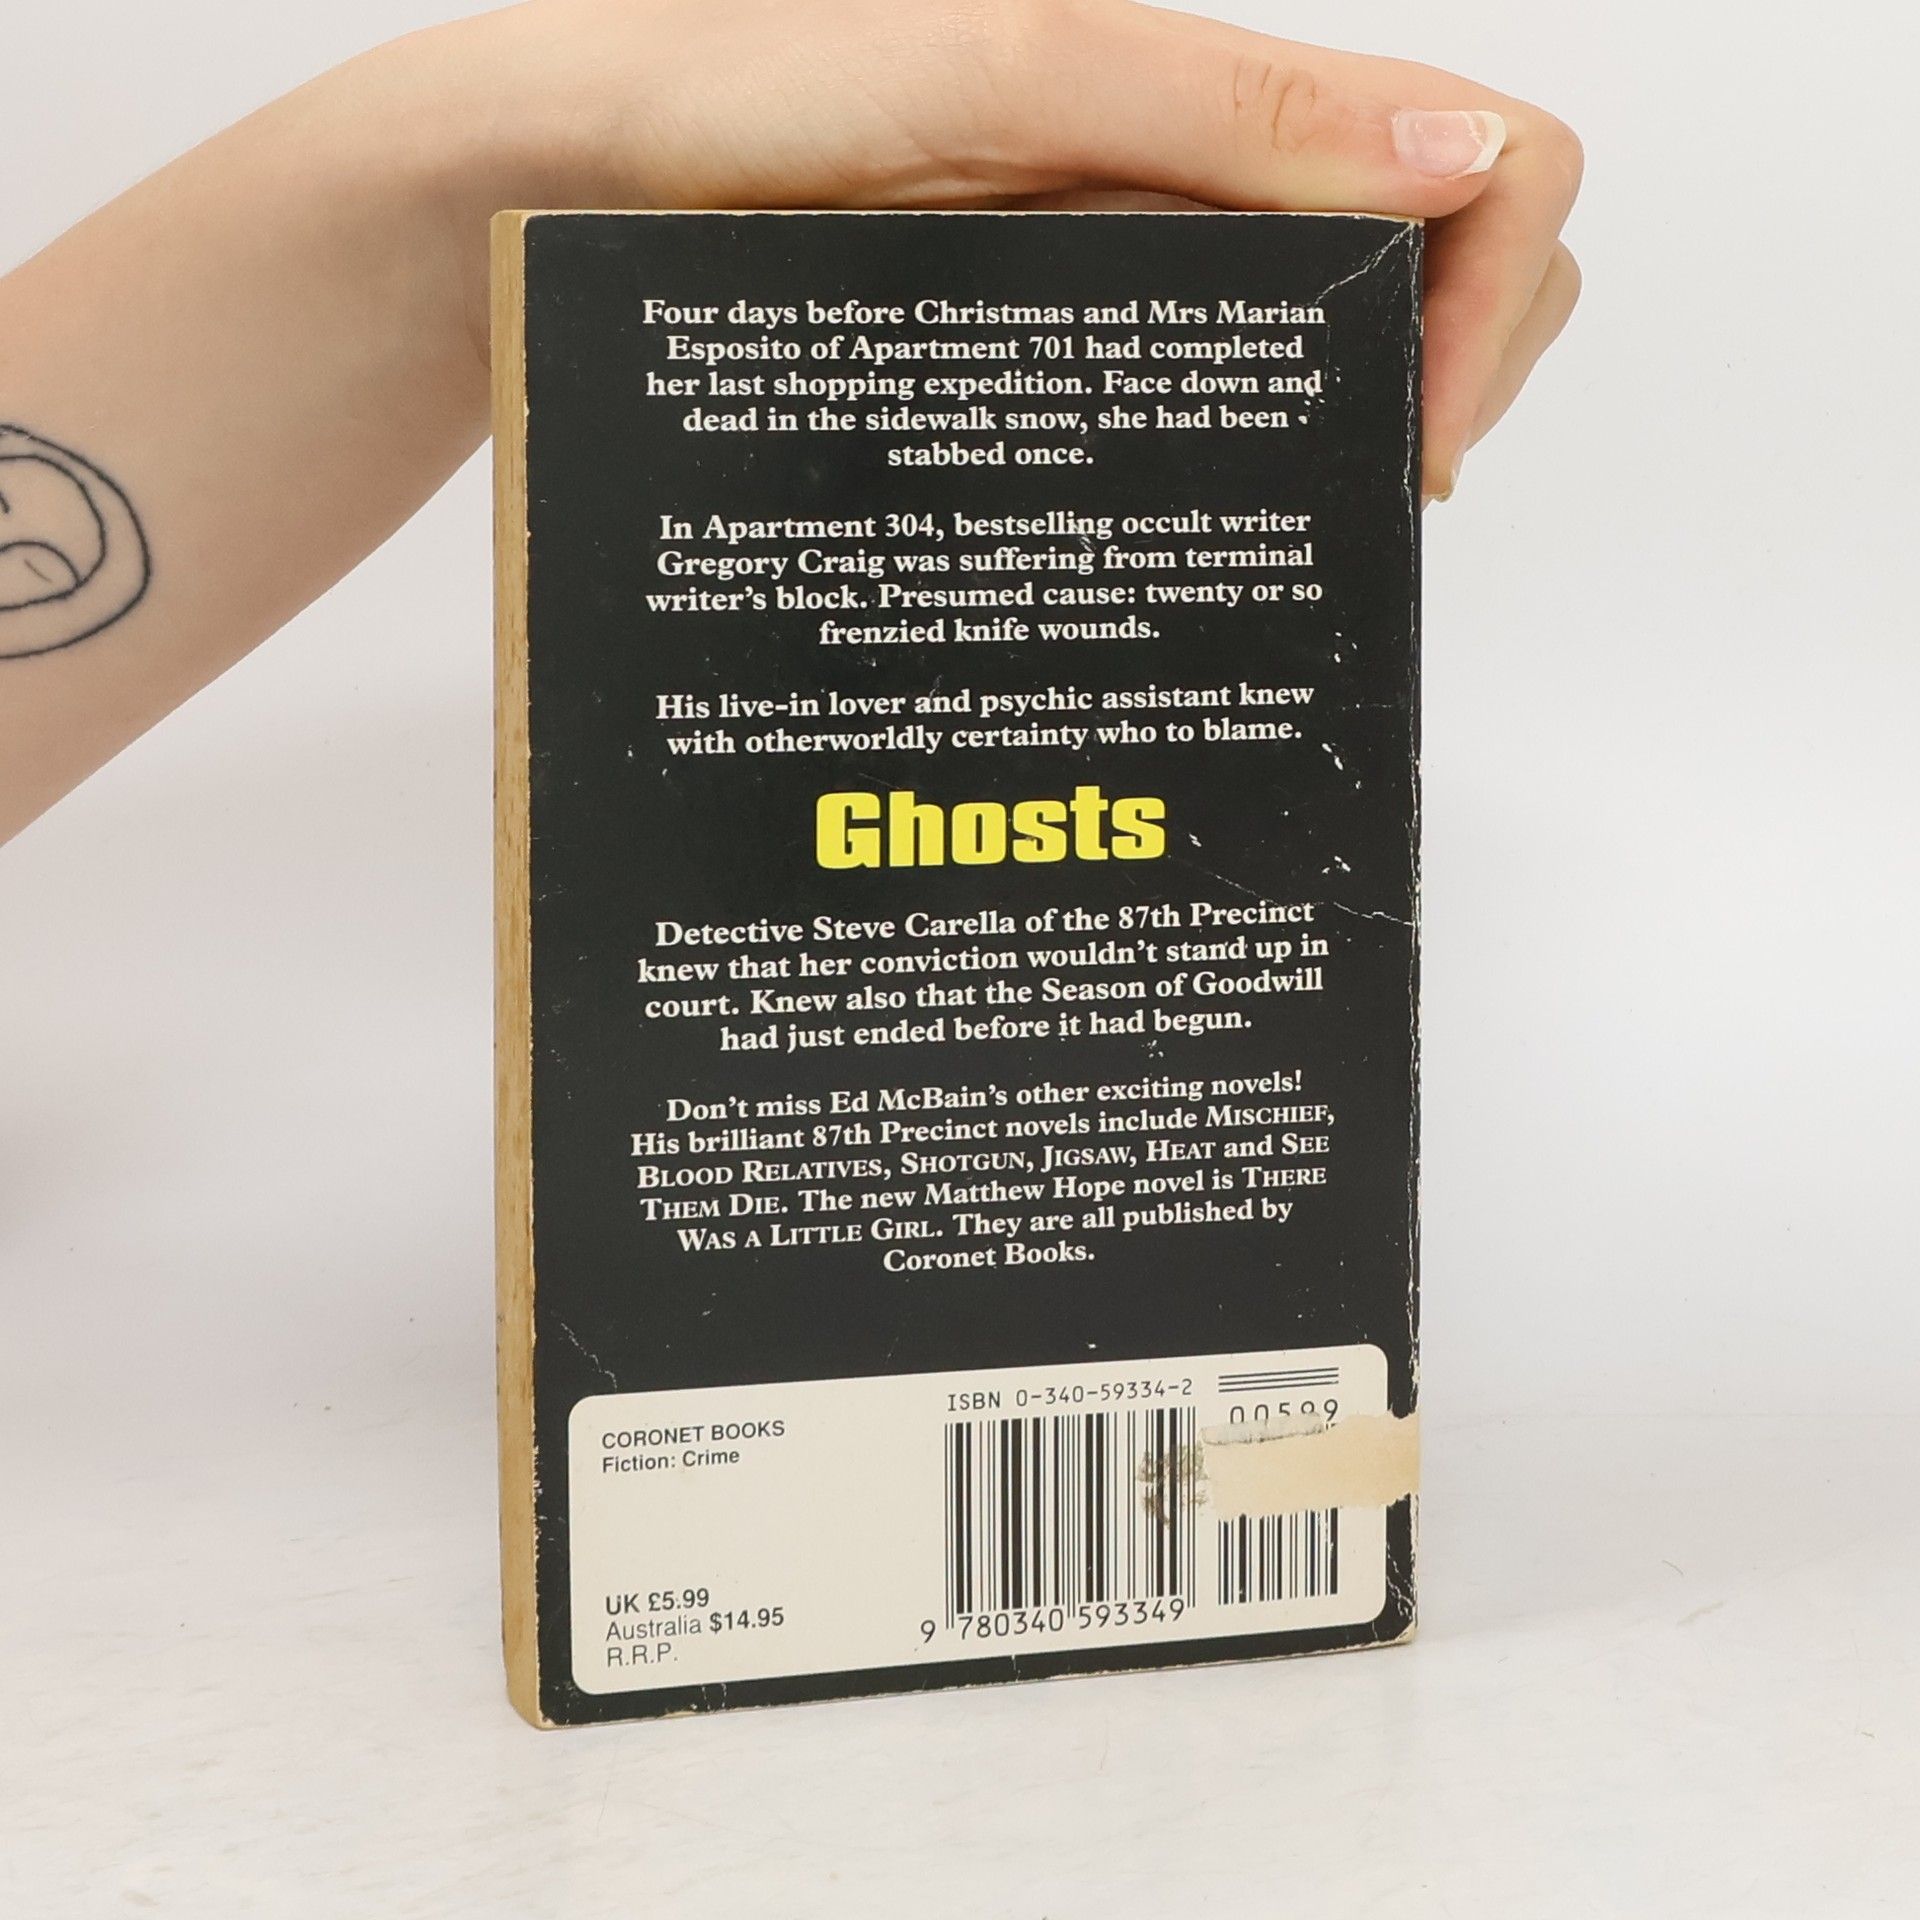 Four days before Christmas and Mrs Marian
Esposito of Apartment 701 had completed
her last shopping expedition. Face down and
dead in the sidewalk snow, she had been
stabbed once.
In Apartment 304, bestselling occult writer
Gregory Craig was suffering from terminal
writer's block. Presumed cause: twenty or so
frenzied knife wounds.
His live-in lover and psychic assistant knew
with otherworldly certainty who to blame.
Ghosts
Detective Steve Carella of the 87th Precinct
knew that her conviction wouldn't stand up in
court. Knew also that the Season of Goodwill
had just ended before it had begun.
Don't miss Ed McBain's other exciting novels!
His brilliant 87th Precinct novels include MISCHIEF,
BLOOD RELATIVES, SHOTGUN, JIGSAW, HEAT and SEE
THEM DIE. The new Matthew Hope novel is THERE
WAS A LITTLE GIRL. They are all published by
Coronet Books.
CORONET BOOKS
Fiction: Crime
UK £5.99
Australia $14.95
R.R.P.
ISBN 0-340-59334-2
00599
9 780340 593349